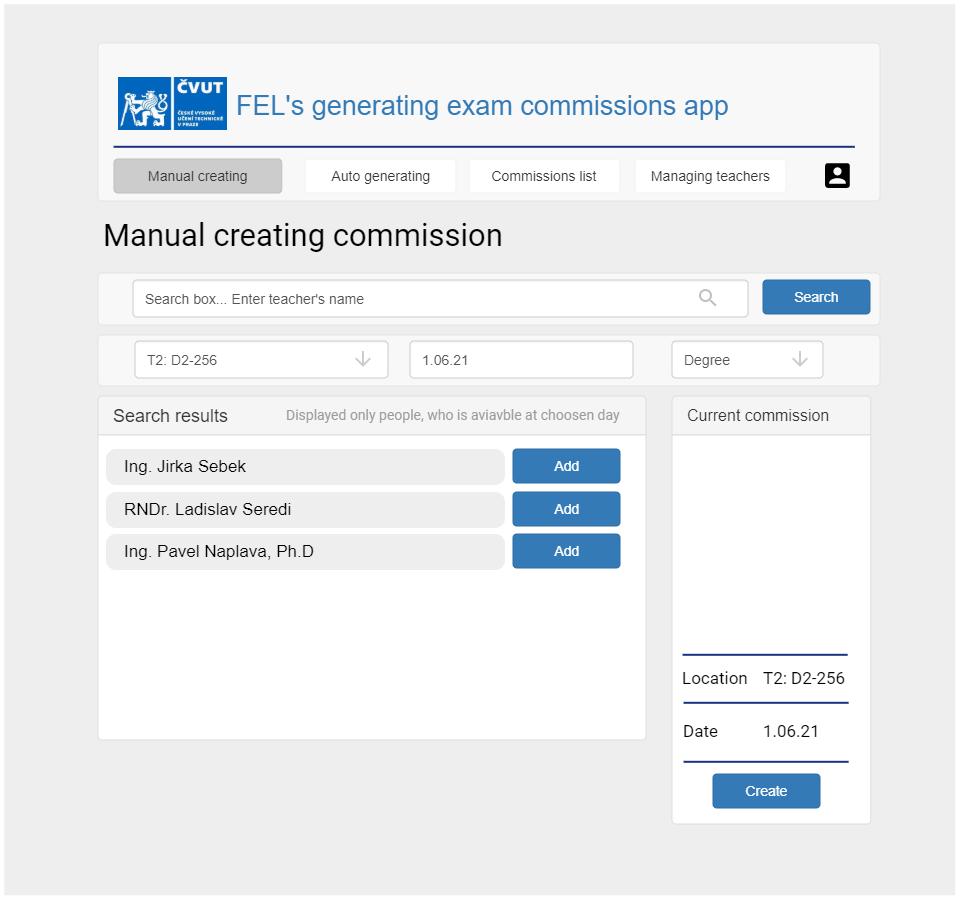 ČVUT
ČESKÉ VYSOKÉ
UČENÍ TECHNICKÉ
V PRAZE
FEL's generating exam commissions app
Manual creating
Auto generating
Commissions list
Managing teachers
Manual creating commission
Search box... Enter teacher's name
Search
T2: D2-256
1.06.21
Degree
Search results
Displayed only people, who is aviavble at choosen day
Current commission
Ing. Jirka Sebek
Add
RNDr. Ladislav Seredi
Add
Ing. Pavel Naplava, Ph.D
Add
Location T2: D2-256
Date 1.06.21
Create